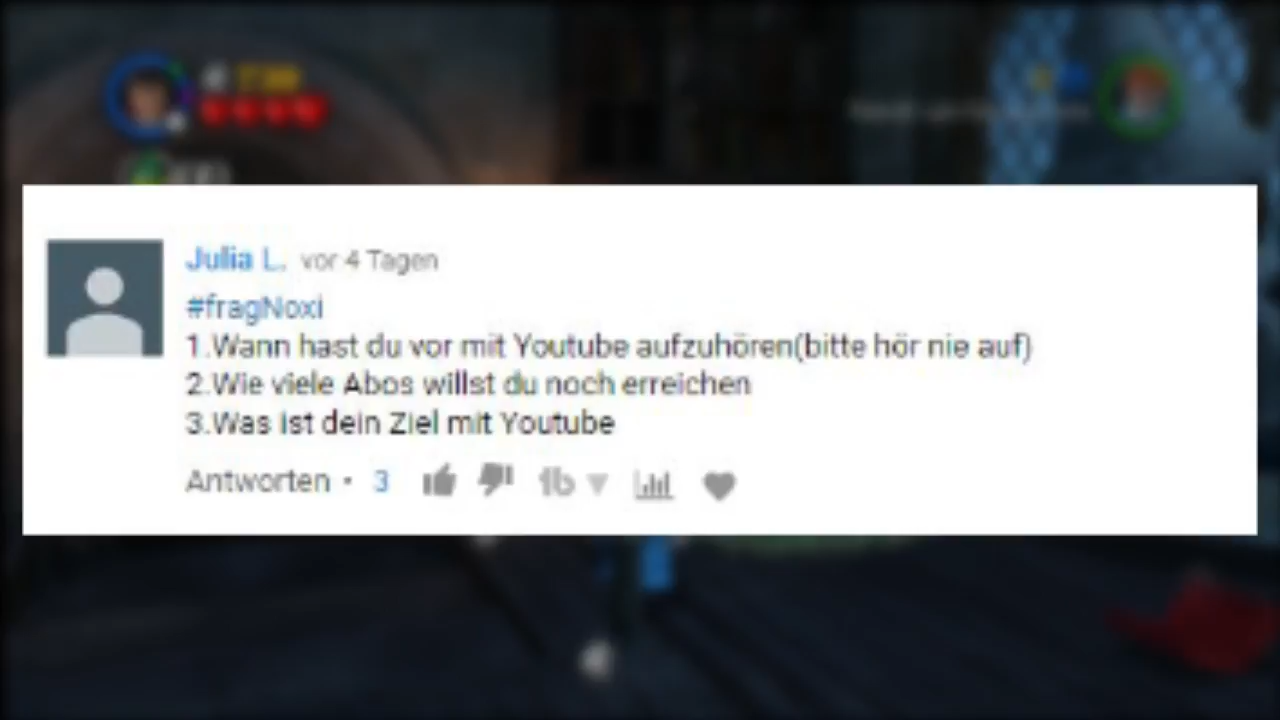 Julia L. vor 4 Tagen
#fragNoxi
1.Wann hast du vor mit Youtube aufzuhören(bitte hör nie auf)
2.Wie viele Abos willst du noch erreichen
3.Was ist dein Ziel mit Youtube
Antworten · 3